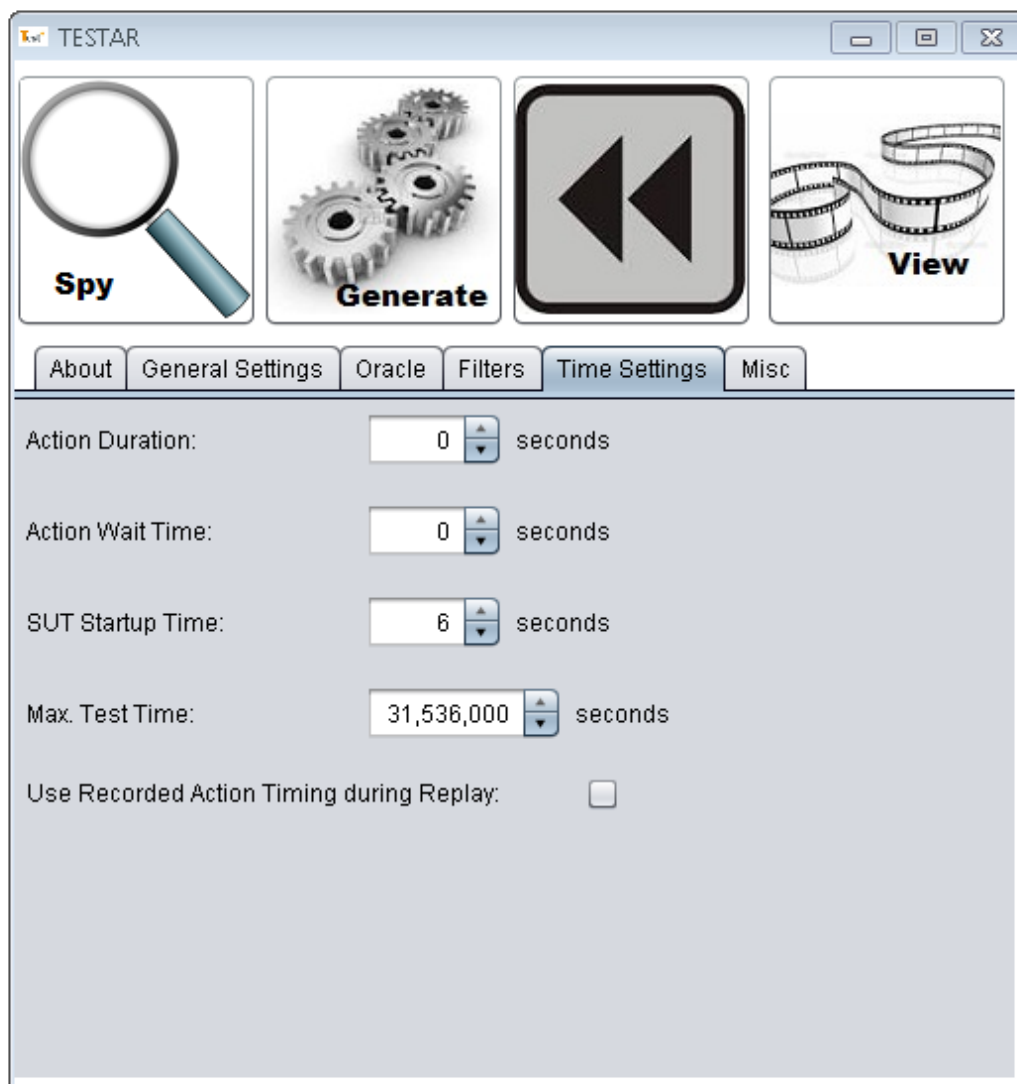 TESTAR
Spy
Generate
View
About General Settings Oracle Filters Time Settings Misc
Action Duration: 0 seconds
Action Wait Time: 0 seconds
SUT Startup Time: 6 seconds
Max. Test Time: 31,536,000 seconds
Use Recorded Action Timing during Replay: